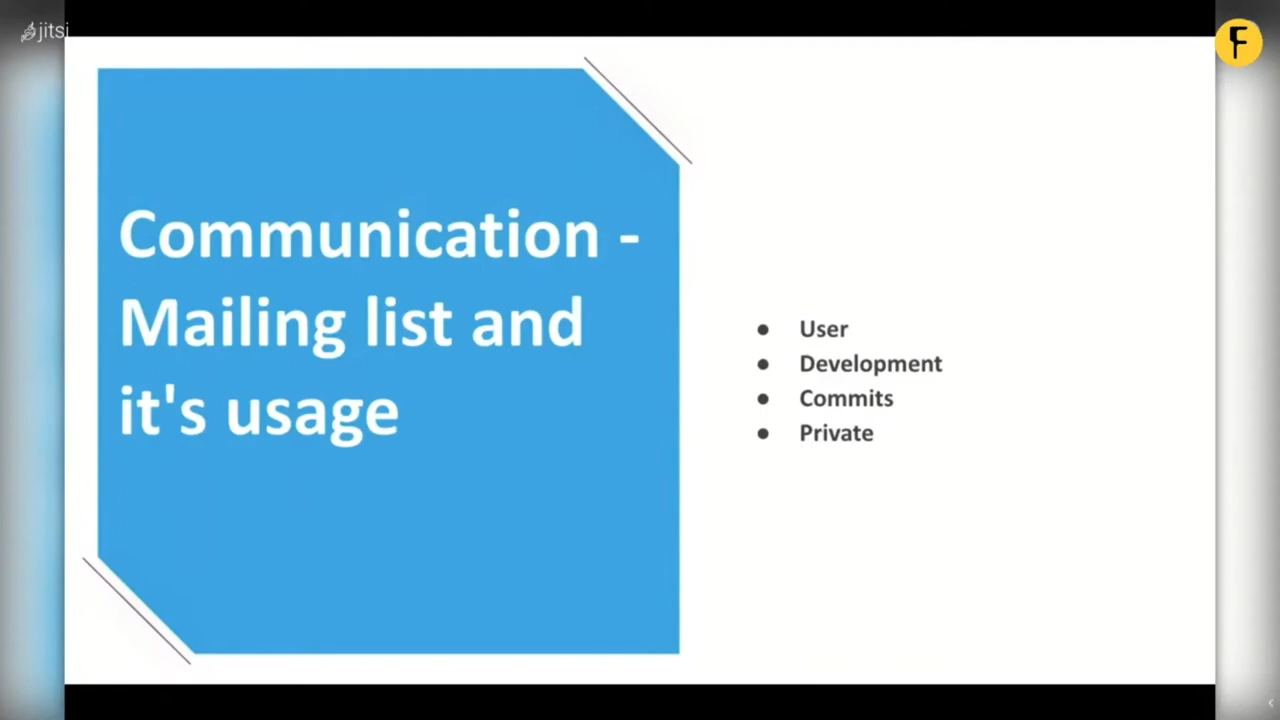 jitsi
F
Communication -
Mailing list and
it's usage
● User
● Development
● Commits
● Private